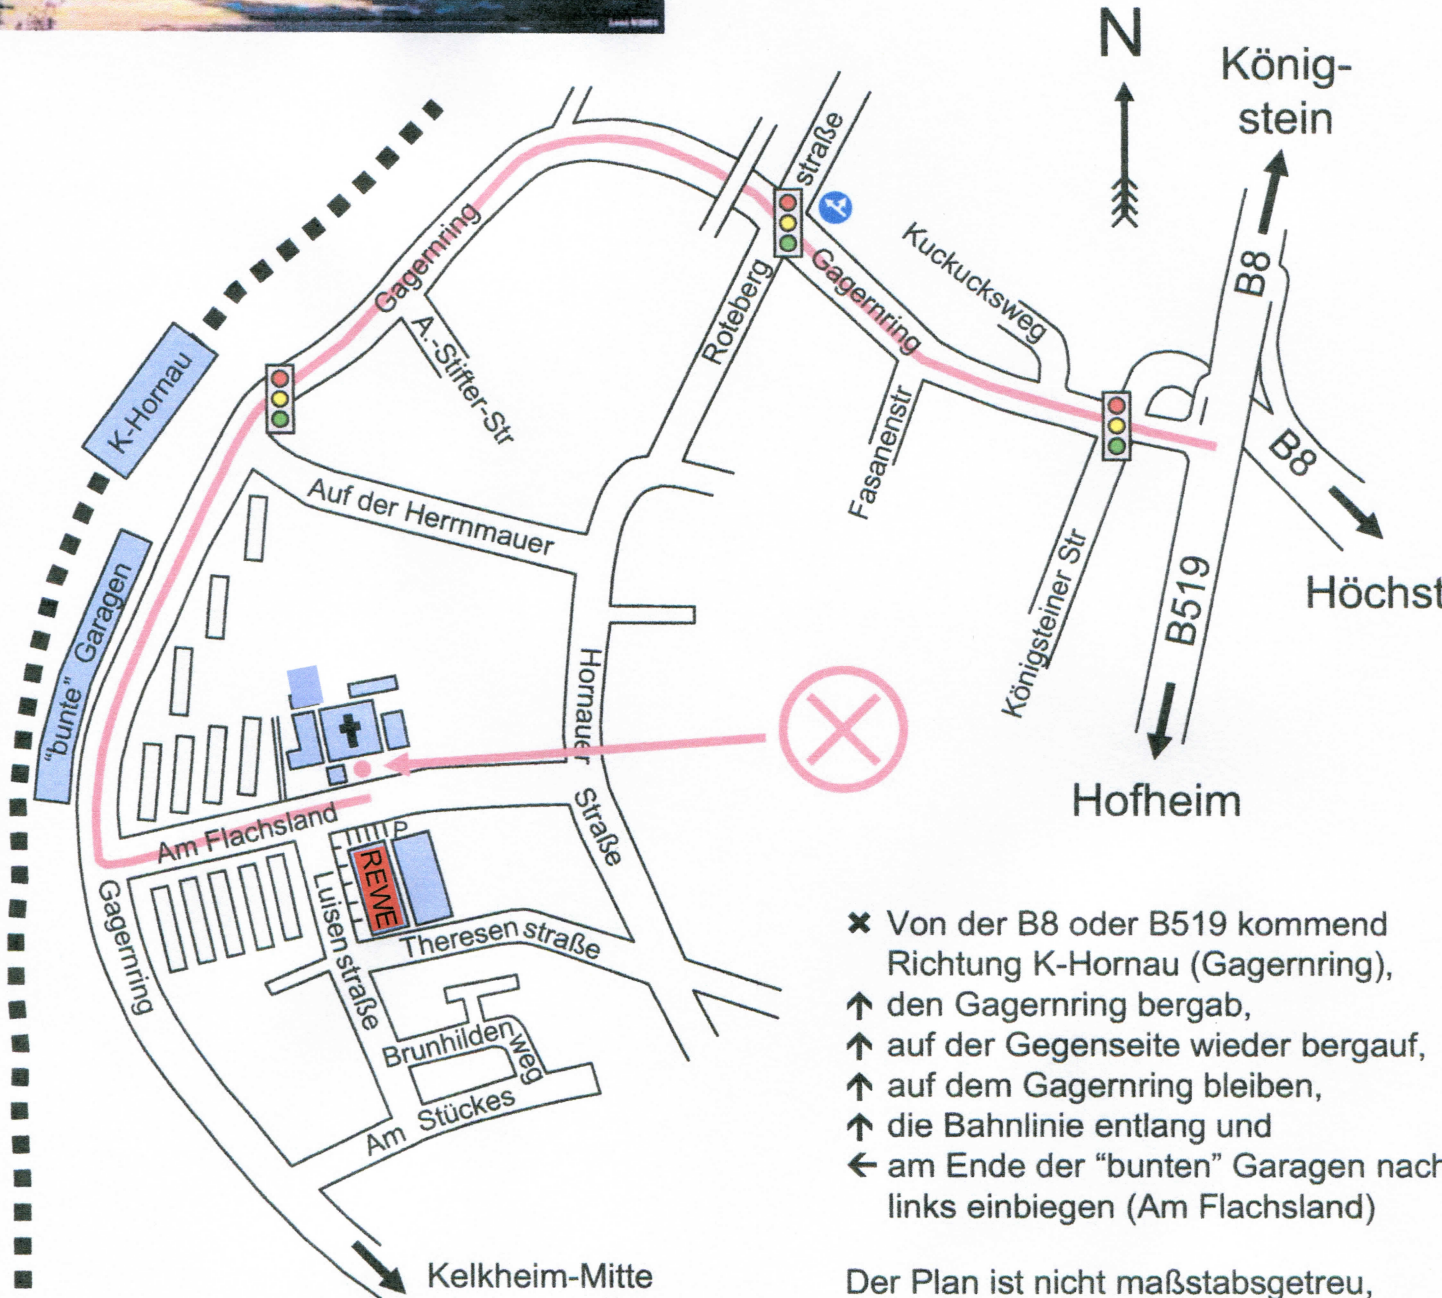 N
König-
stein
straße
Gagernring
Kuckucksweg
B8
Roteberg
Gagernring
A.-Stifter-Str
K-Hornau
Fasanenstr
B8
Auf der Herrnmauer
Königsteiner Str
B519
Höchst
"bunte" Garagen
Hornauer
Straße
Hofheim
Am Flachsland
P
REWE
Gagernring
Luisenstraße
Theresenstraße
Brunhildenweg
Am Stückes
Kelkheim-Mitte
✖ Von der B8 oder B519 kommend
Richtung K-Hornau (Gagernring),
↑ den Gagernring bergab,
↑ auf der Gegenseite wieder bergauf,
↑ auf dem Gagernring bleiben,
↑ die Bahnlinie entlang und
← am Ende der “bunten” Garagen nach
links einbiegen (Am Flachsland)
Der Plan ist nicht maßstabsgetreu,